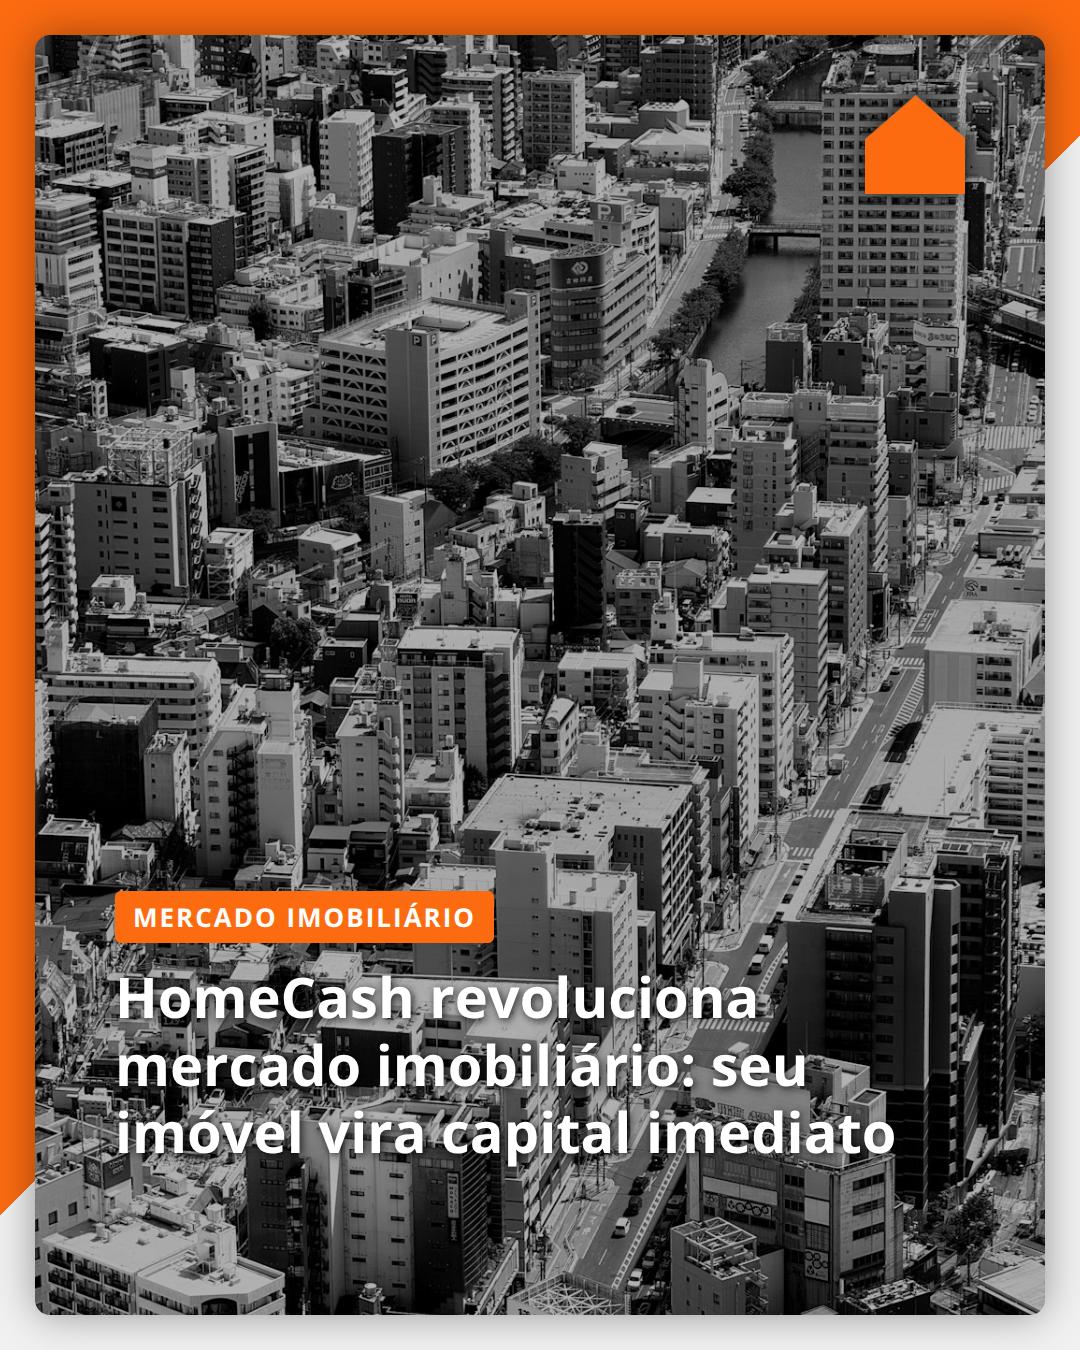 MERCADO IMOBILIÁRIO
HomeCash revoluciona
mercado imobiliário: seu
imóvel vira capital imediato